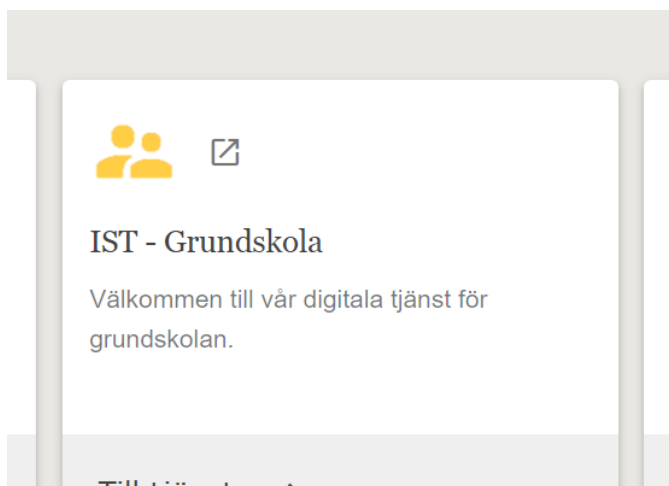 IST - Grundskola
Välkommen till vår digitala tjänst för
grundskolan.